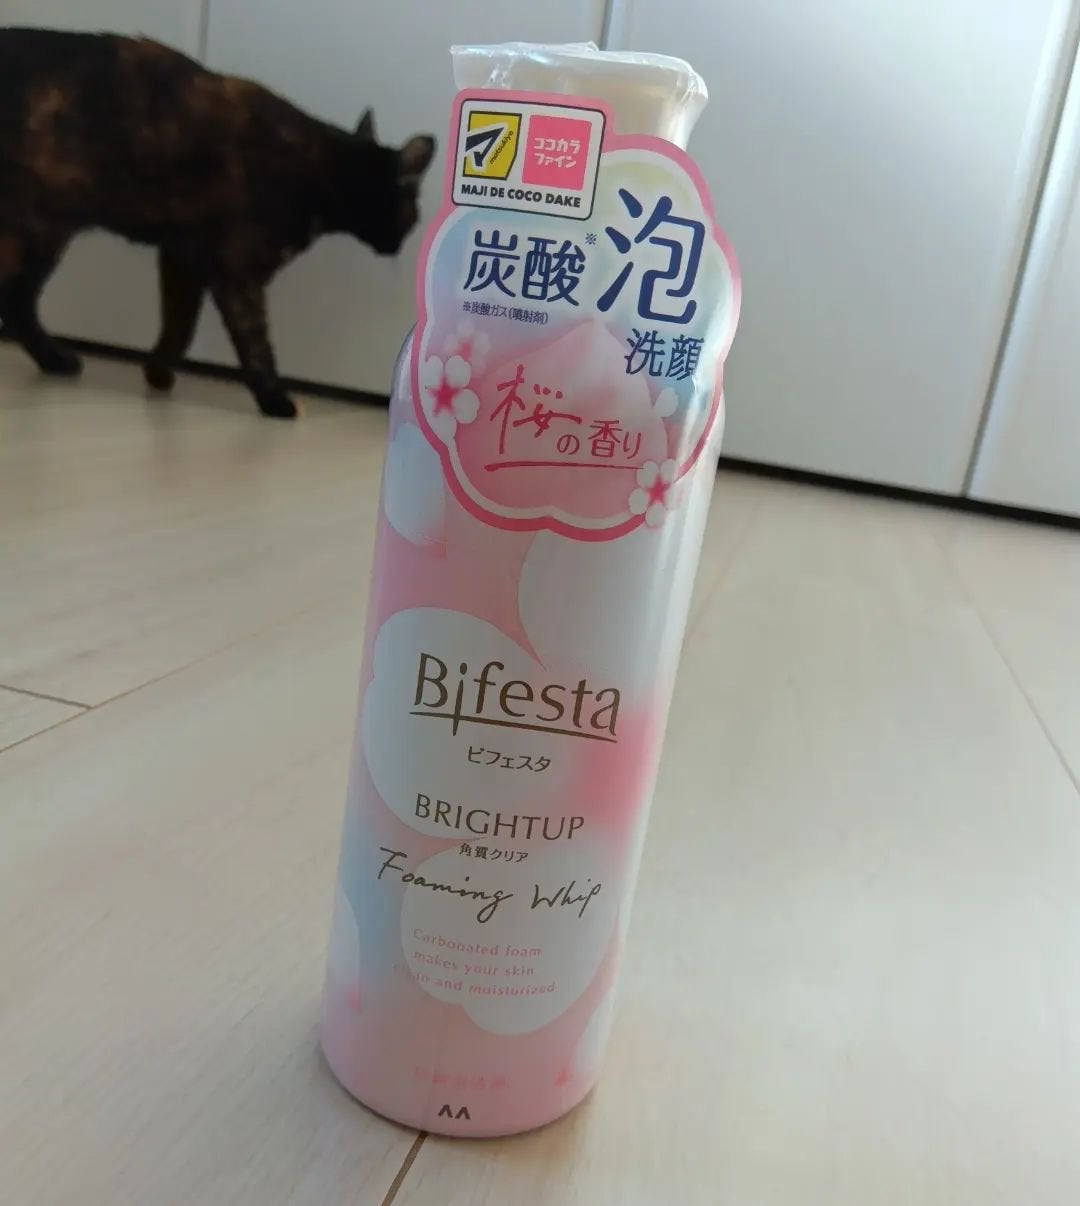 matsukiyo
ココカラ
ファイン
MAJI DE COCO DAKE
炭酸※泡
※炭酸ガス(噴射剤)
洗顔
桜の香り
Bifesta
ビフェスタ
BRIGHTUP
角質クリア
Foaming Whip
Carbonated foam
makes your skin
clean and moisturized.